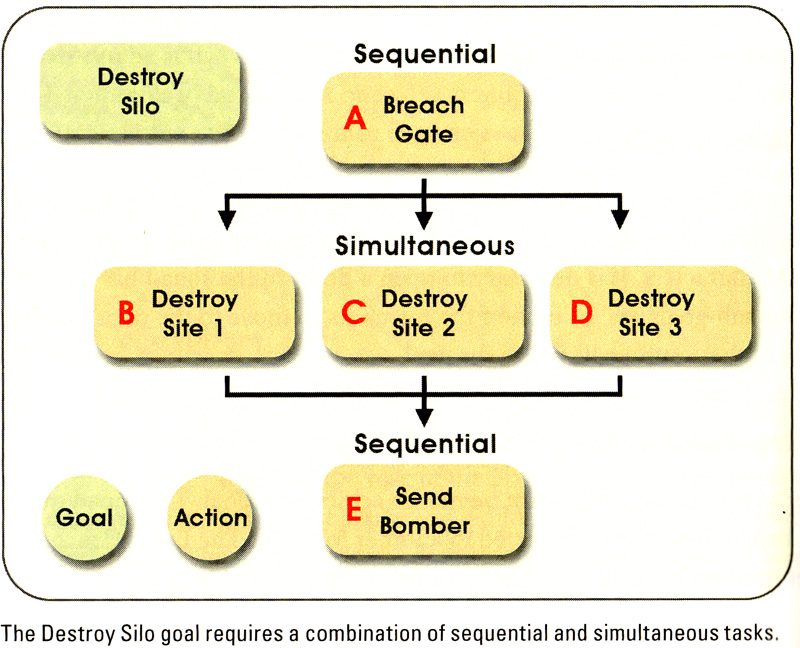 Destroy
Silo
Sequential
A Breach
Gate
Simultaneous
B Destroy
Site 1
C Destroy
Site 2
D Destroy
Site 3
Sequential
E Send
Bomber
Goal
Action
The Destroy Silo goal requires a combination of sequential and simultaneous tasks.